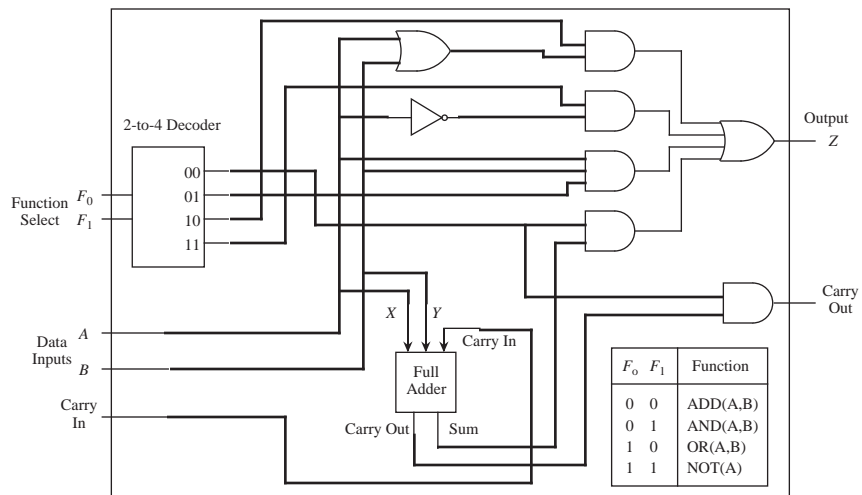 2-to-4 Decoder
00
01
10
11
Function
Select
F0
F1
Output
Z
Carry
Out
Data
Inputs
A
B
Carry
In
X
Y
Carry In
Full
Adder
Carry Out
Sum
Fo F1 Function
0 0 ADD(A,B)
0 1 AND(A,B)
1 0 OR(A,B)
1 1 NOT(A)